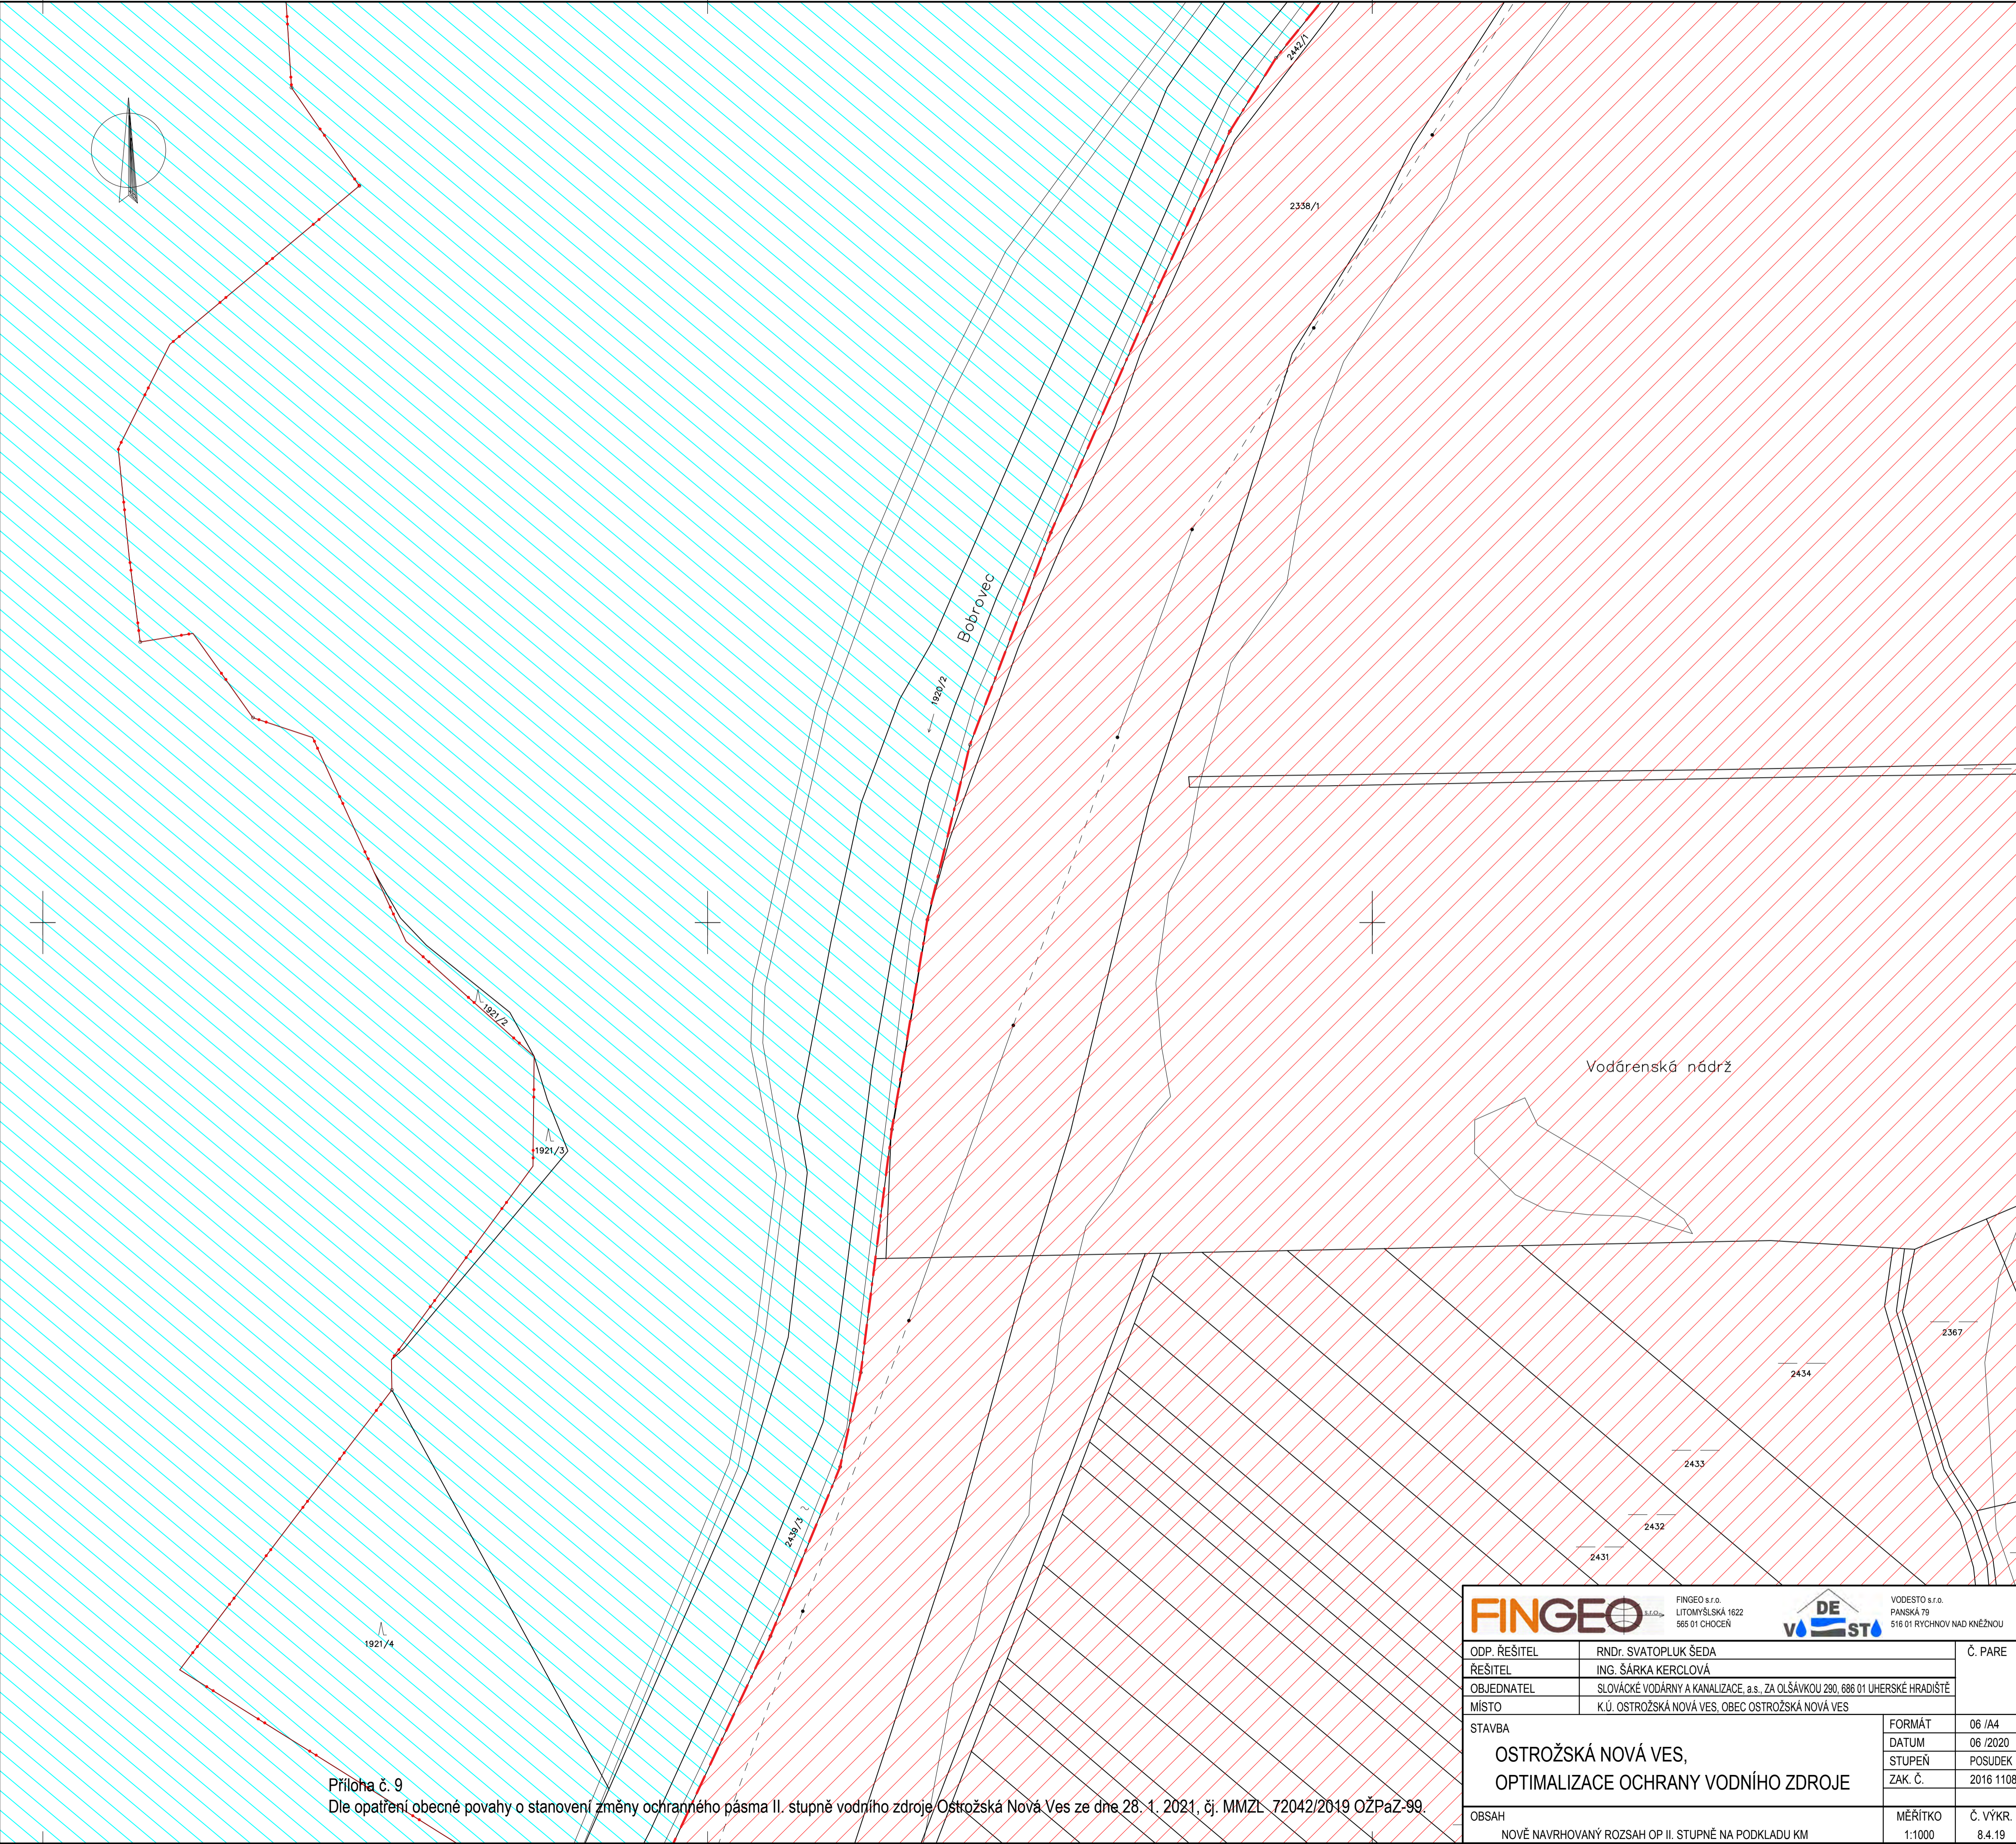 2442/1
2338/1
Bobrovec
1920/2
1921/2
Vodárenská nádrž
1921/3
2367
2434
2433
2432
2439/3
2431
1921/4
FINGEO s.r.o.
FINGEO s.r.o.
LITOMYŠLSKÁ 1622
565 01 CHOCEŇ
VODESTO
VODESTO s.r.o.
PANSKÁ 79
516 01 RYCHNOV NAD KNĚŽNOU
ODP. ŘEŠITEL RNDr. SVATOPLUK ŠEDA Č. PARE
ŘEŠITEL ING. ŠÁRKA KERCLOVÁ
OBJEDNATEL SLOVÁCKÉ VODÁRNY A KANALIZACE, a.s., ZA OLŠÁVKOU 290, 686 01 UHERSKÉ HRADIŠTĚ
MÍSTO K.Ú. OSTROŽSKÁ NOVÁ VES, OBEC OSTROŽSKÁ NOVÁ VES
STAVBA
OSTROŽSKÁ NOVÁ VES,
OPTIMALIZACE OCHRANY VODNÍHO ZDROJE
FORMÁT 06 /A4
DATUM 06 /2020
STUPEŇ POSUDEK
ZAK. Č. 2016 1108
OBSAH
NOVĚ NAVRHOVANÝ ROZSAH OP II. STUPNĚ NA PODKLADU KM
MĚŘÍTKO Č. VÝKR.
1:1000 8.4.19
Příloha č. 9
Dle opatření obecné povahy o stanovení změny ochranného pásma II. stupně vodního zdroje Ostrožská Nová Ves ze dne 28. 1. 2021, čj. MMZL 72042/2019 OŽPaZ-99.